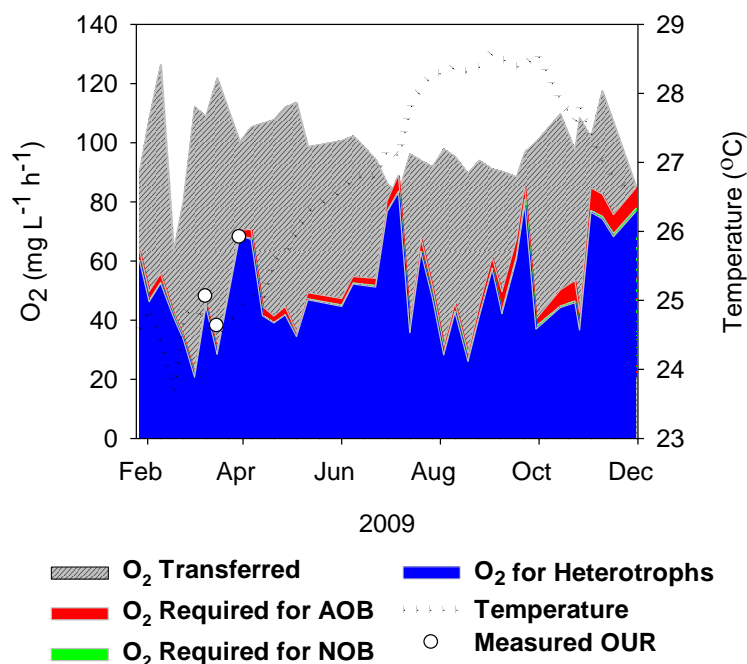 140
120
100
80
60
40
20
0
O₂ (mg L⁻¹ h⁻¹)
29
28
27
26
25
24
23
Temperature (ᴼC)
Feb Apr Jun Aug Oct Dec
2009
O₂ Transferred
O₂ Required for AOB
O₂ Required for NOB
O₂ for Heterotrophs
Temperature
Measured OUR